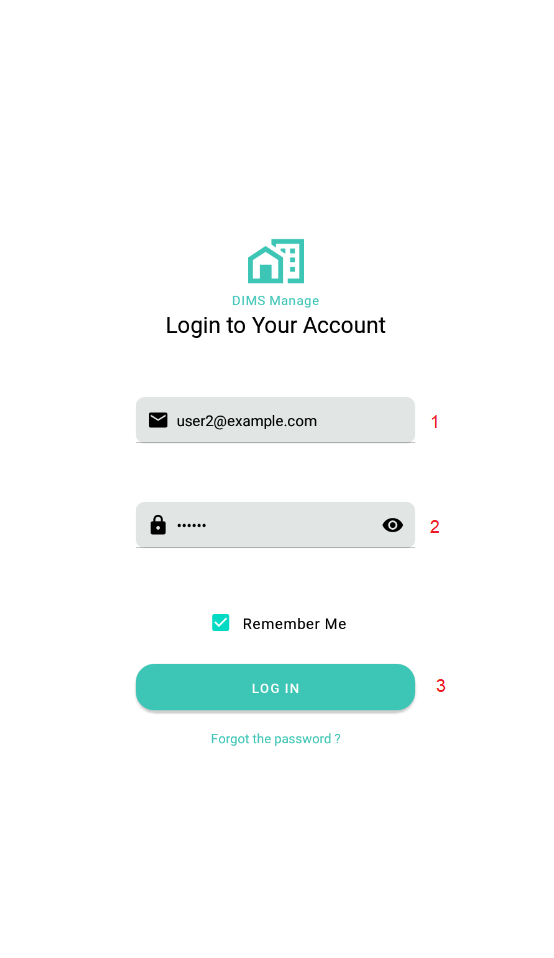 DIMS Manage
Login to Your Account
user2@example.com 1
•••••• 2
Remember Me
LOG IN 3
Forgot the password ?